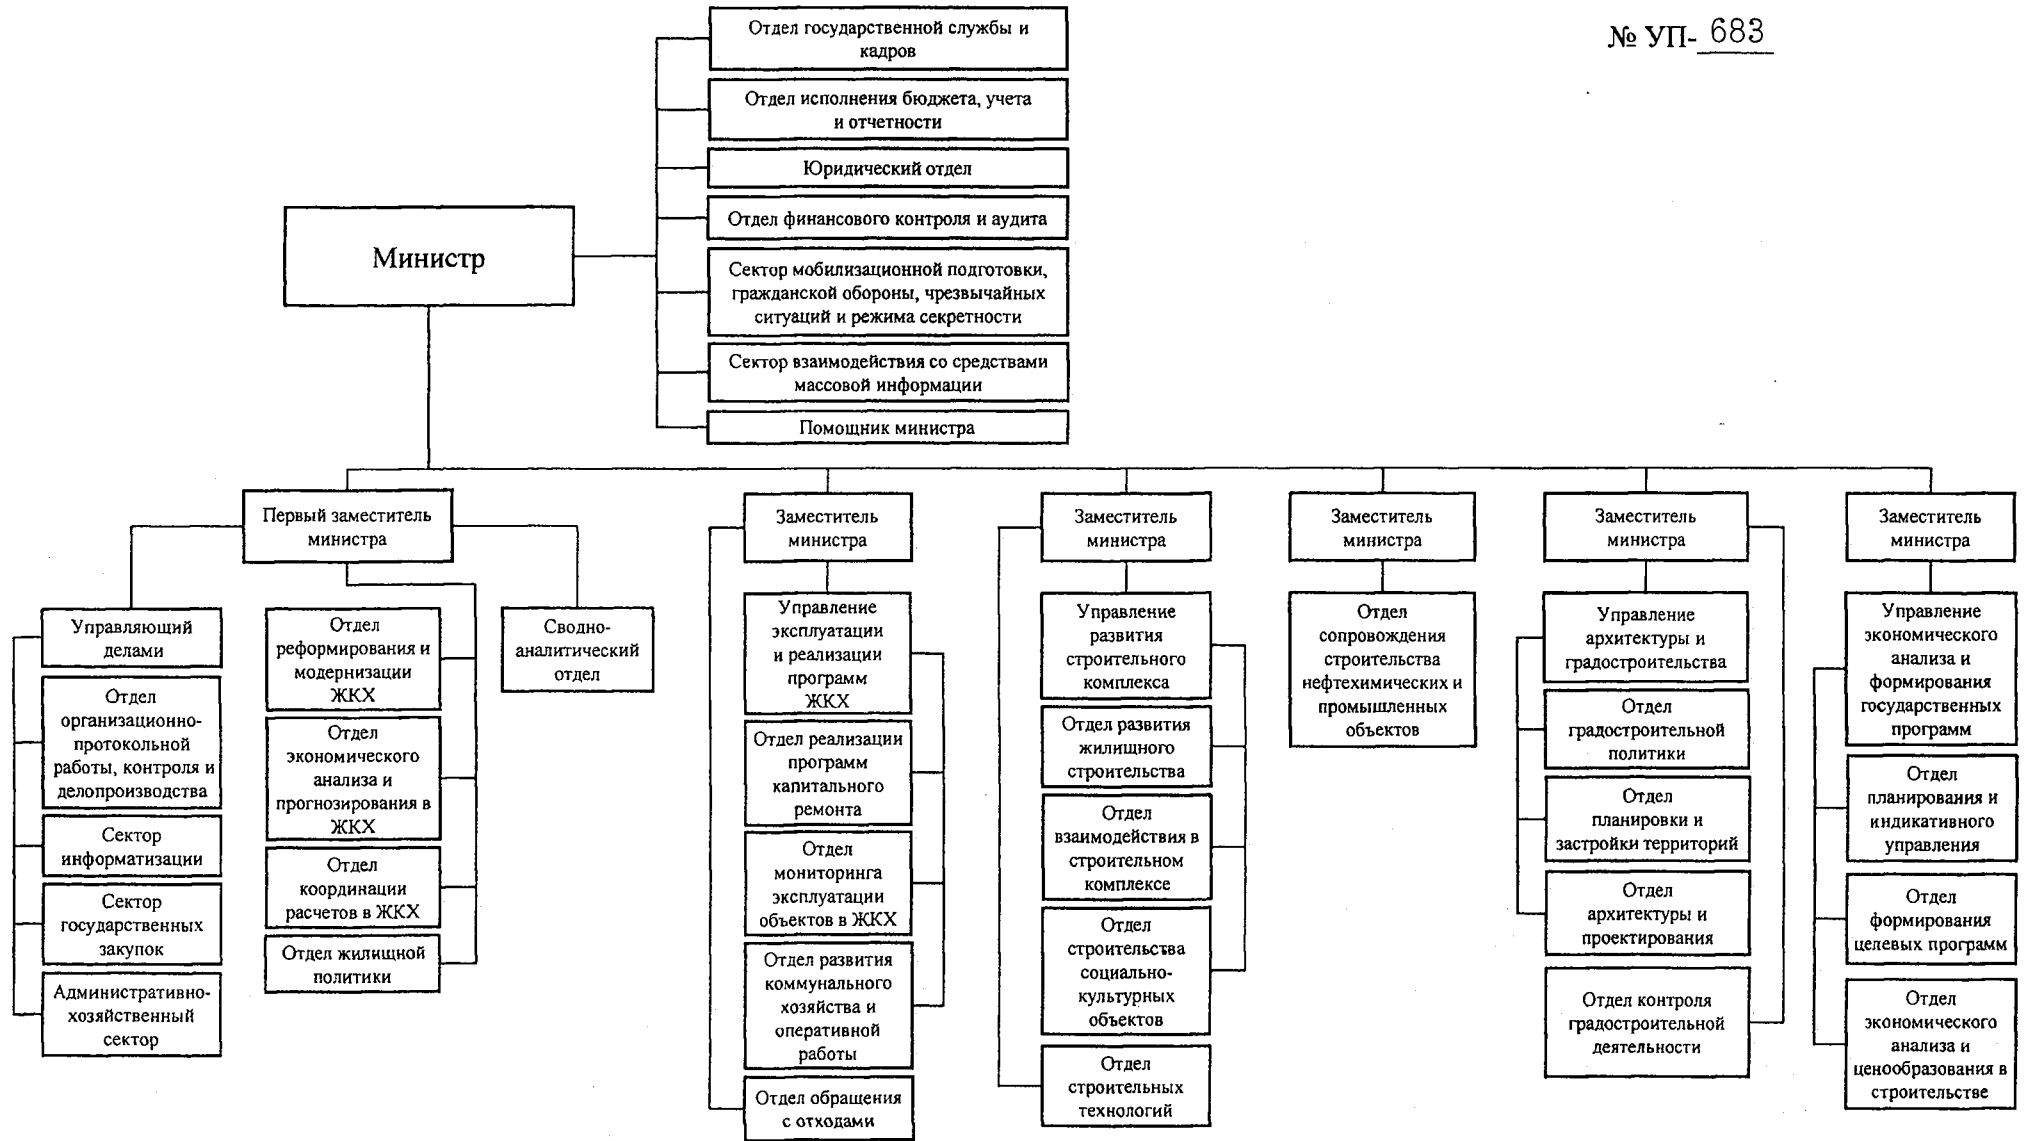 № УП- 683
Отдел государственной службы и
кадров
Отдел исполнения бюджета, учета
и отчетности
Юридический отдел
Отдел финансового контроля и аудита
Министр
Сектор мобилизационной подготовки,
гражданской обороны, чрезвычайных
ситуаций и режима секретности
Сектор взаимодействия со средствами
массовой информации
Помощник министра
Первый заместитель
министра
Управляющий
делами
Отдел
организационно-
протокольной
работы, контроля и
делопроизводства
Сектор
информатизации
Сектор
государственных
закупок
Административно-
хозяйственный
сектор
Отдел
реформирования и
модернизации
ЖКХ
Отдел
экономического
анализа и
прогнозирования в
ЖКХ
Отдел
координации
расчетов в ЖКХ
Отдел жилищной
политики
Сводно-
аналитический
отдел
Заместитель
министра
Управление
эксплуатации
и реализации
программ
ЖКХ
Отдел реализации
программ
капитального
ремонта
Отдел
мониторинга
эксплуатации
объектов в ЖКХ
Отдел развития
коммунального
хозяйства и
оперативной
работы
Отдел обращения
с отходами
Заместитель
министра
Управление
развития
строительного
комплекса
Отдел развития
жилищного
строительства
Отдел
взаимодействия в
строительном
комплексе
Отдел
строительства
социально-
культурных
объектов
Отдел
строительных
технологий
Заместитель
министра
Отдел
сопровождения
строительства
нефтехимических и
промышленных
объектов
Заместитель
министра
Управление
архитектуры и
градостроительства
Отдел
градостроительной
политики
Отдел
планировки и
застройки территорий
Отдел
архитектуры и
проектирования
Отдел контроля
градостроительной
деятельности
Заместитель
министра
Управление
экономического
анализа и
формирования
государственных
программ
Отдел
планирования и
индикативного
управления
Отдел
формирования
целевых программ
Отдел
экономического
анализа и
ценообразования в
строительстве